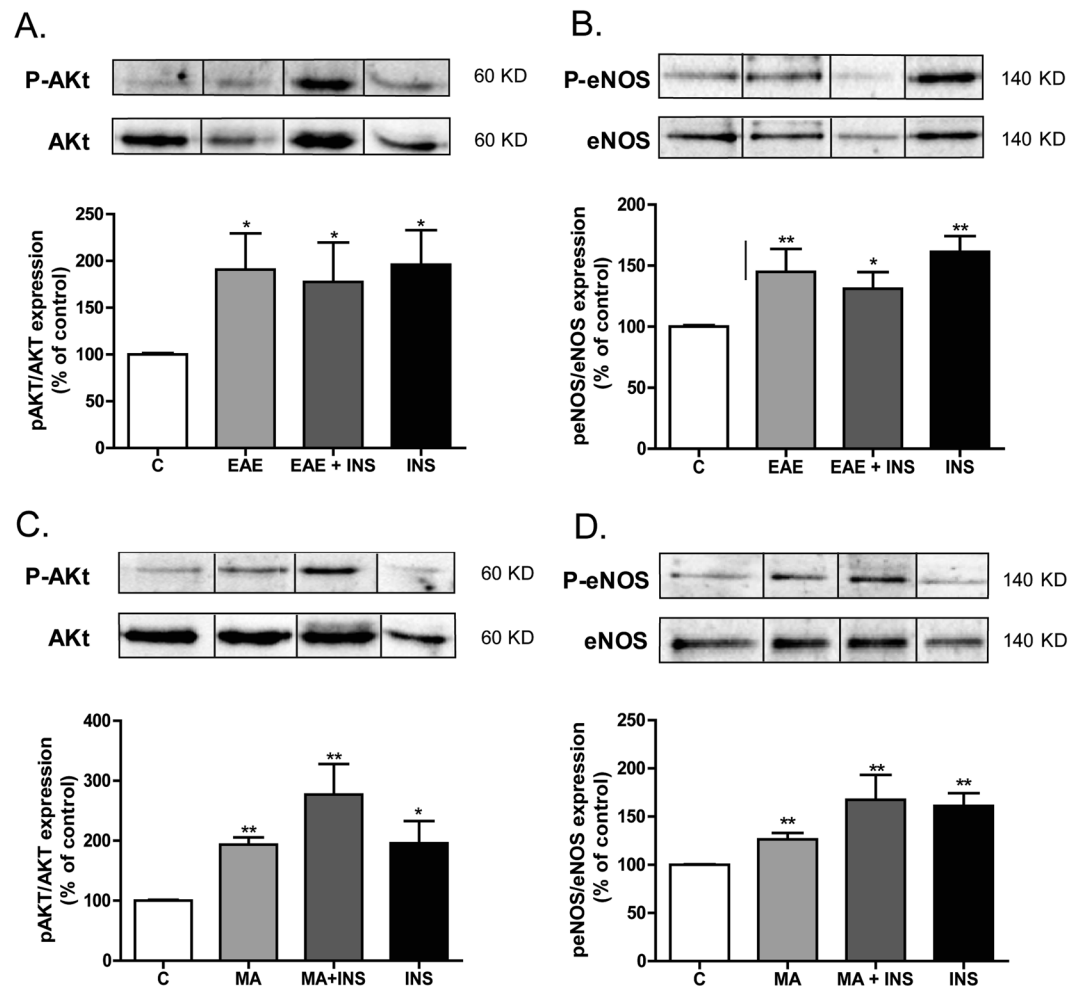 A.
P-AKt
60 KD
AKt
60 KD
pAKT/AKT expression
(% of control)
250
200
150
100
50
0
*
*
*
C
EAE
EAE + INS
INS
B.
P-eNOS
140 KD
eNOS
140 KD
peNOS/eNOS expression
(% of control)
200
150
100
50
0
**
*
**
C
EAE
EAE + INS
INS
C.
P-AKt
60 KD
AKt
60 KD
pAKT/AKT expression
(% of control)
400
300
200
100
0
**
**
*
C
MA
MA+INS
INS
D.
P-eNOS
140 KD
eNOS
140 KD
peNOS/eNOS expression
(% of control)
250
200
150
100
50
0
**
**
**
C
MA
MA + INS
INS